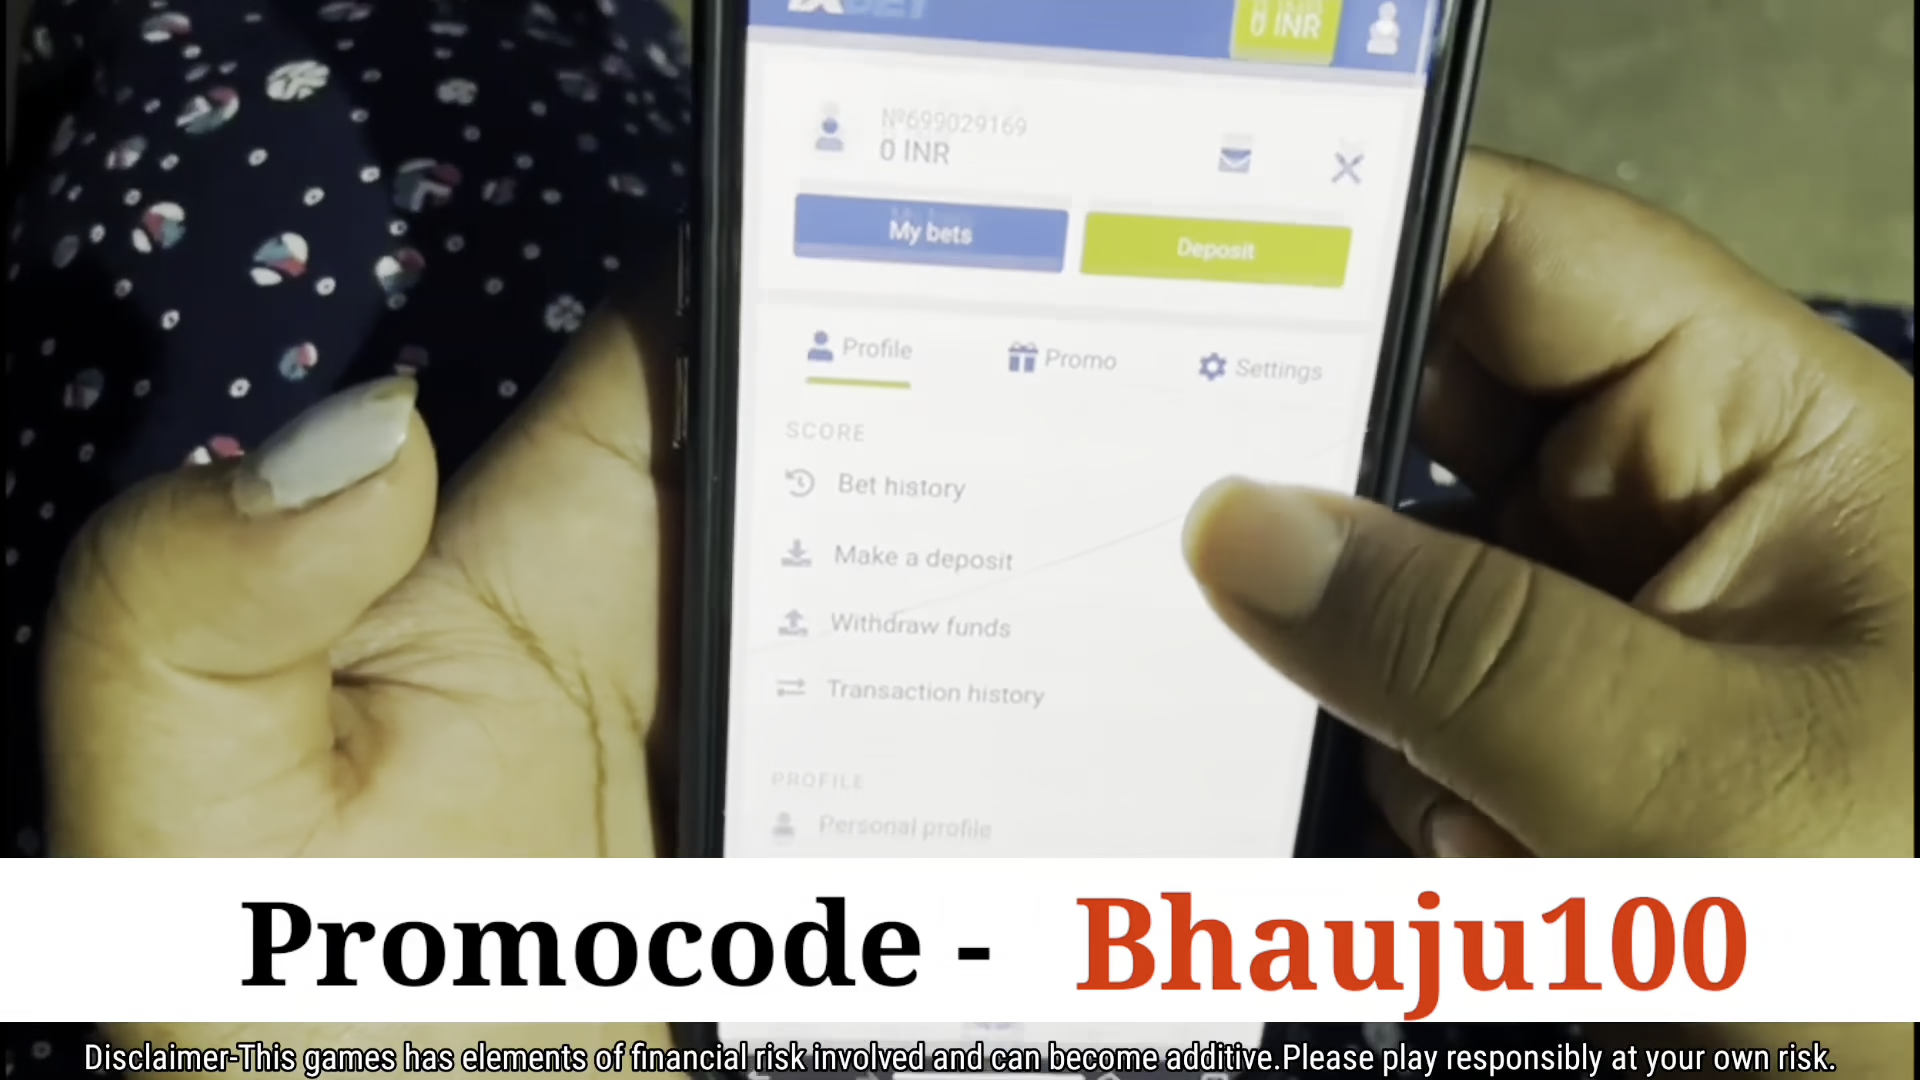 1XBET
0 INR
№699029169
0 INR
My bets
Deposit
Profile
Promo
Settings
SCORE
Bet history
Make a deposit
Withdraw funds
Transaction history
PROFILE
Personal profile
Promocode - Bhauju100
Disclaimer-This games has elements of financial risk involved and can become additive.Please play responsibly at your own risk.